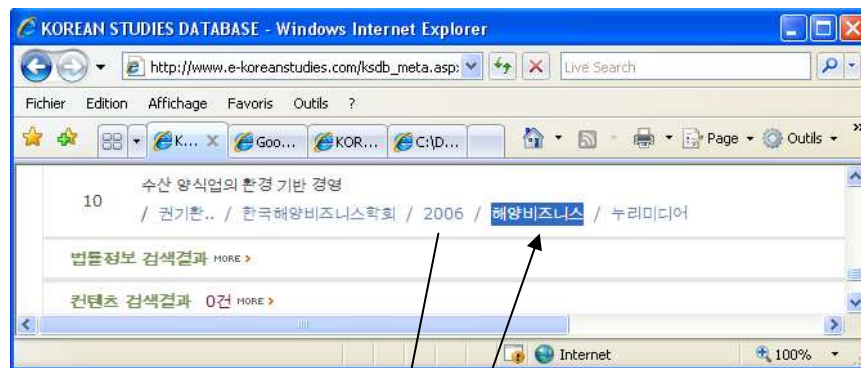 KOREAN STUDIES DATABASE - Windows Internet Explorer
http://www.e-koreanstudies.com/ksdb_meta.asp: Live Search
Fichier Edition Affichage Favoris Outils ?
K... Goo... KOR... C:\D... Page Outils
수산 양식업의 환경 기반 경영
10
/ 권기환.. / 한국해양비즈니스학회 / 2006 / 해양비즈니스 / 누리미디어
법률정보 검색결과 MORE >
컨텐츠 검색결과 0건 MORE >
Internet 100%